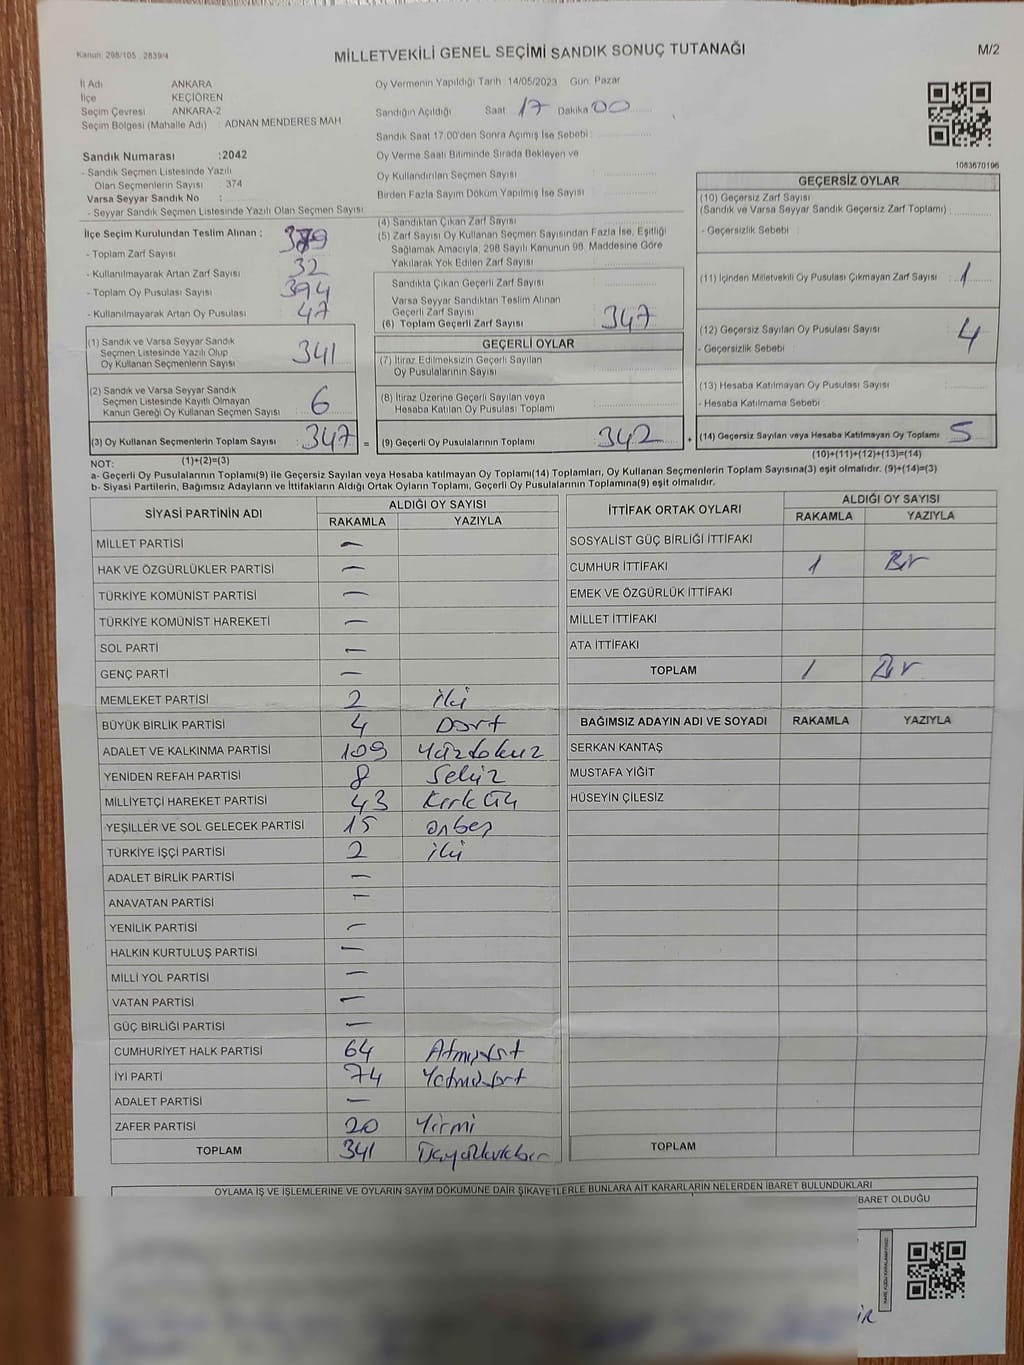 Kanun: 298/105 . 2839/4
MİLLETVEKİLİ GENEL SEÇİMİ SANDIK SONUÇ TUTANAĞI
M/2
İl Adı ANKARA
İlçe KEÇİÖREN
Seçim Çevresi ANKARA-2
Seçim Bölgesi (Mahalle Adı) : ADNAN MENDERES MAH
Oy Vermenin Yapıldığı Tarih : 14/05/2023 Gün: Pazar
Sandığın Açıldığı Saat 17 Dakika 00
Sandık Saat 17:00'den Sonra Açımış İse Sebebi :
Oy Verme Saati Bitiminde Sırada Bekleyen ve
Oy Kullandırılan Seçmen Sayısı
Birden Fazla Sayım Döküm Yapılmış İse Sayısı
1083670196
Sandık Numarası :2042
- Sandık Seçmen Listesinde Yazılı
Olan Seçmenlerin Sayısı : 374
Varsa Seyyar Sandık No :
- Seyyar Sandık Seçmen Listesinde Yazılı Olan Seçmen Sayısı
İlçe Seçim Kurulundan Teslim Alınan :
- Toplam Zarf Sayısı 379
- Kullanılmayarak Artan Zarf Sayısı 32
- Toplam Oy Pusulası Sayısı 394
- Kullanılmayarak Artan Oy Pusulası 47
(1) Sandık ve Varsa Seyyar Sandık
Seçmen Listesinde Yazılı Olup
Oy Kullanan Seçmenlerin Sayısı 341
(2) Sandık ve Varsa Seyyar Sandık
Seçmen Listesinde Kayıtlı Olmayan
Kanun Gereği Oy Kullanan Seçmen Sayısı 6
(3) Oy Kullanan Seçmenlerin Toplam Sayısı : 347 =
(1)+(2)=(3)
(4) Sandıktan Çıkan Zarf Sayısı
(5) Zarf Sayısı Oy Kullanan Seçmen Sayısından Fazla İse, Eşitliği
Sağlamak Amacıyla, 298 Sayılı Kanunun 98. Maddesine Göre
Yakılarak Yok Edilen Zarf Sayısı
Sandıkta Çıkan Geçerli Zarf Sayısı
Varsa Seyyar Sandıktan Teslim Alınan
Geçerli Zarf Sayısı
(6) Toplam Geçerli Zarf Sayısı 347
GEÇERLİ OYLAR
(7) İtiraz Edilmeksizin Geçerli Sayılan
Oy Pusulalarının Sayısı
(8) İtiraz Üzerine Geçerli Sayılan veya
Hesaba Katılan Oy Pusulası Toplamı
(9) Geçerli Oy Pusulalarının Toplamı 342 +
GEÇERSİZ OYLAR
(10) Geçersiz Zarf Sayısı
(Sandık ve Varsa Seyyar Sandık Geçersiz Zarf Toplamı)
- Geçersizlik Sebebi :
(11) İçinden Milletvekili Oy Pusulası Çıkmayan Zarf Sayısı 1
(12) Geçersiz Sayılan Oy Pusulası Sayısı 4
- Geçersizlik Sebebi :
(13) Hesaba Katılmayan Oy Pusulası Sayısı
- Hesaba Katılmama Sebebi :
(14) Geçersiz Sayılan veya Hesaba Katılmayan Oy Toplamı 5
(10)+(11)+(12)+(13)=(14)
NOT:
a- Geçerli Oy Pusulalarının Toplamı(9) ile Geçersiz Sayılan veya Hesaba katılmayan Oy Toplamı(14) Toplamları, Oy Kullanan Seçmenlerin Toplam Sayısına(3) eşit olmalıdır. (9)+(14)=(3)
b- Siyasi Partilerin, Bağımsız Adayların ve İttifakların Aldığı Ortak Oyların Toplamı, Geçerli Oy Pusulalarının Toplamına(9) eşit olmalıdır.
SİYASİ PARTİNİN ADI ALDIĞI OY SAYISI
RAKAMLA YAZIYLA
MİLLET PARTİSİ —
HAK VE ÖZGÜRLÜKLER PARTİSİ —
TÜRKİYE KOMÜNİST PARTİSİ —
TÜRKİYE KOMÜNİST HAREKETİ —
SOL PARTİ —
GENÇ PARTİ —
MEMLEKET PARTİSİ 2 iki
BÜYÜK BİRLİK PARTİSİ 4 Dört
ADALET VE KALKINMA PARTİSİ 109 Yüzdokuz
YENİDEN REFAH PARTİSİ 8 Sekiz
MİLLİYETÇİ HAREKET PARTİSİ 43 Kırk üç
YEŞİLLER VE SOL GELECEK PARTİSİ 15 onbeş
TÜRKİYE İŞÇİ PARTİSİ 2 iki
ADALET BİRLİK PARTİSİ —
ANAVATAN PARTİSİ —
YENİLİK PARTİSİ —
HALKIN KURTULUŞ PARTİSİ —
MİLLİ YOL PARTİSİ —
VATAN PARTİSİ —
GÜÇ BİRLİĞİ PARTİSİ —
CUMHURİYET HALK PARTİSİ 64 Atmışdört
İYİ PARTİ 74 Yetmişdört
ADALET PARTİSİ —
ZAFER PARTİSİ 20 Yirmi
TOPLAM 341 Üçyüzkırkbir
İTTİFAK ORTAK OYLARI ALDIĞI OY SAYISI
RAKAMLA YAZIYLA
SOSYALİST GÜÇ BİRLİĞİ İTTİFAKI
CUMHUR İTTİFAKI 1 Bir
EMEK VE ÖZGÜRLÜK İTTİFAKI
MİLLET İTTİFAKI
ATA İTTİFAKI
TOPLAM 1 Bir
BAĞIMSIZ ADAYIN ADI VE SOYADI RAKAMLA YAZIYLA
SERKAN KANTAŞ
MUSTAFA YİĞİT
HÜSEYİN ÇİLESİZ
TOPLAM
OYLAMA İŞ VE İŞLEMLERİNE VE OYLARIN SAYIM DÖKÜMÜNE DAİR ŞİKAYETLERLE BUNLARA AİT KARARLARIN NELERDEN İBARET BULUNDUKLARI
BARET OLDUĞU